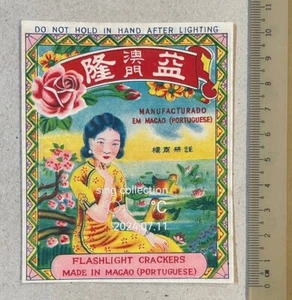 DO NOT HOLD IN HAND AFTER LIGHTING
隆 澳門 益
MANUFACTURADO
EM MACAO (PORTUGUESE)
標商冊註
sing collection
°C
2024.07.11
FLASHLIGHT CRACKERS
MADE IN MACAO (PORTUGUESE)